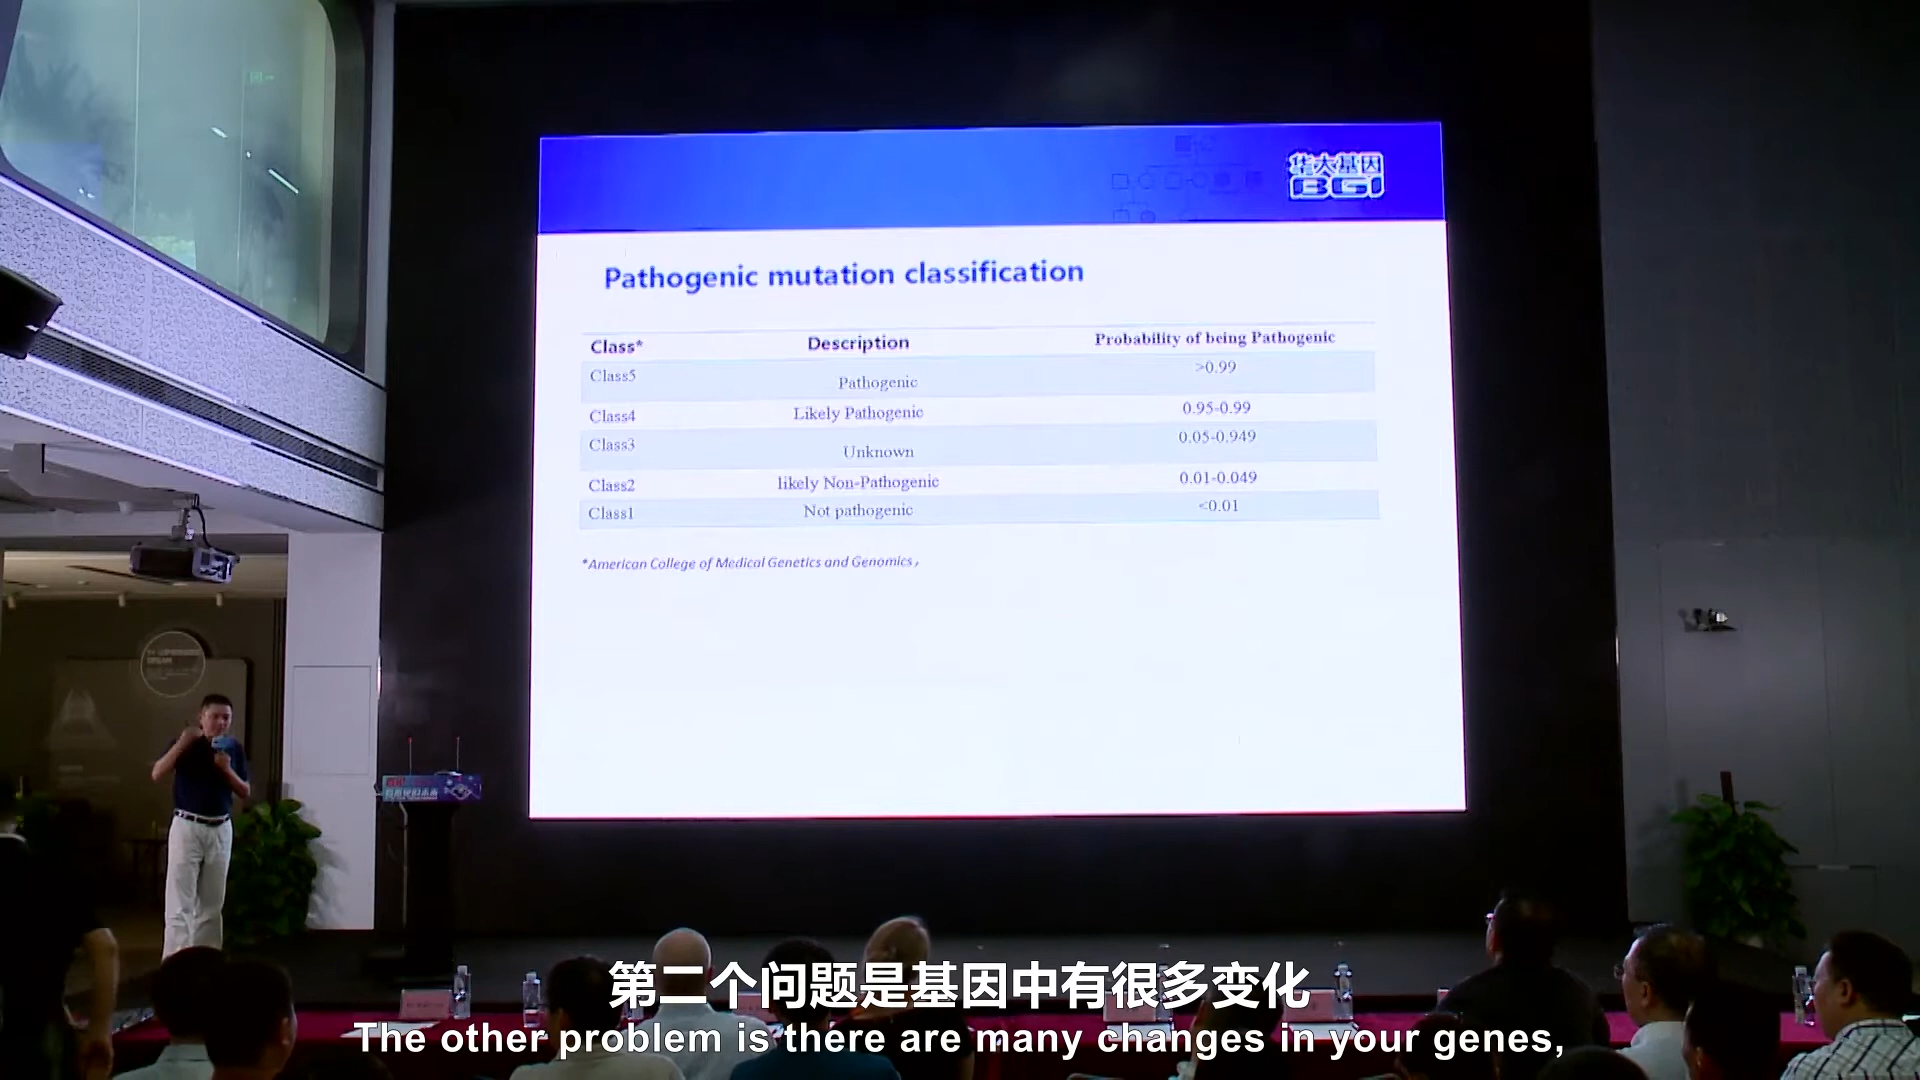 华大基因
BGI
Pathogenic mutation classification
Class* Description Probability of being Pathogenic
Class5 Pathogenic >0.99
Class4 Likely Pathogenic 0.95-0.99
Class3 Unknown 0.05-0.949
Class2 likely Non-Pathogenic 0.01-0.049
Class1 Not pathogenic <0.01
*American College of Medical Genetics and Genomics ,
第二个问题是基因中有很多变化
The other problem is there are many changes in your genes,